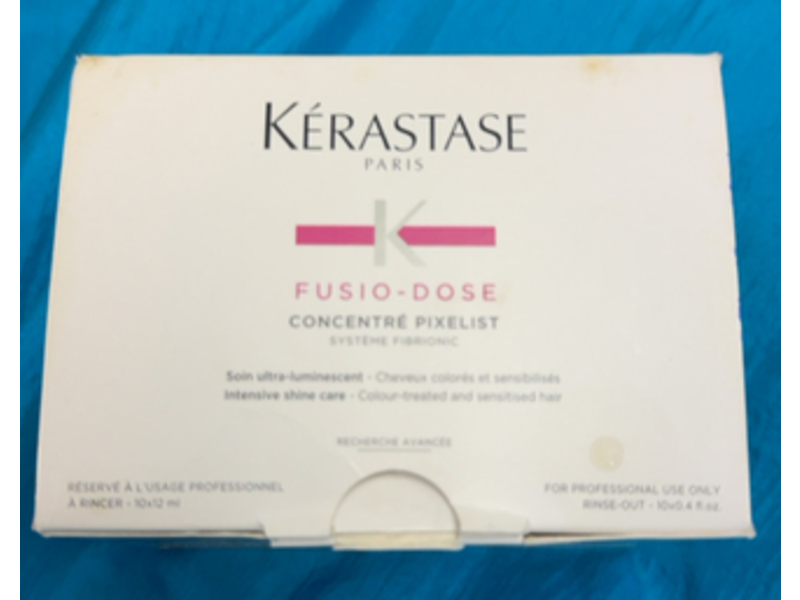 KÉRASTASE
PARIS
K
FUSIO-DOSE
CONCENTRÉ PIXELIST
SYSTÈME FIBRIONIC
Soin ultra-luminescent - Cheveux colorés et sensibilisés
Intensive shine care - Colour-treated and sensitised hair
RECHERCHE AVANCÉE
RÉSERVÉ À L'USAGE PROFESSIONNEL
À RINCER - 10x12 ml
FOR PROFESSIONAL USE ONLY
RINSE-OUT - 10x0.4 fl.oz.